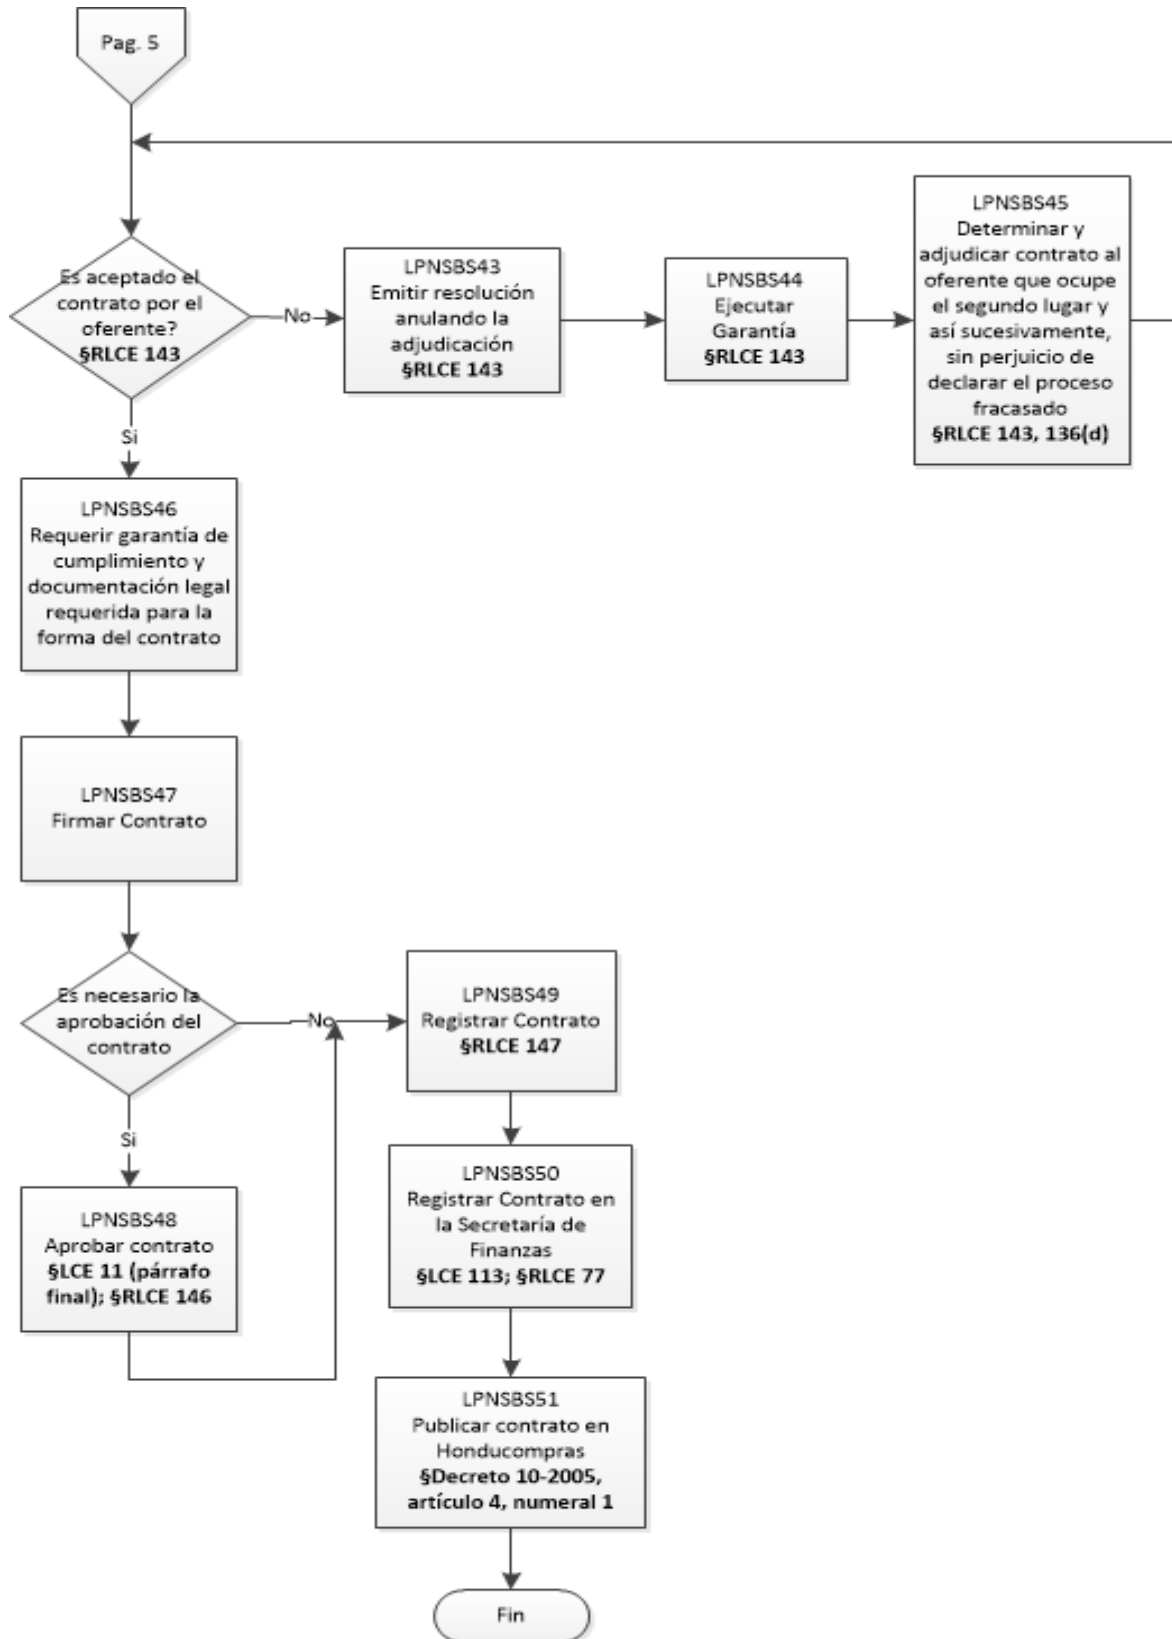 Pag. 5
Es aceptado el
contrato por el
oferente?
§RLCE 143
No
LPNSBS43
Emitir resolución
anulando la
adjudicación
§RLCE 143
LPNSBS44
Ejecutar
Garantía
§RLCE 143
LPNSBS45
Determinar y
adjudicar contrato al
oferente que ocupe
el segundo lugar y
así sucesivamente,
sin perjuicio de
declarar el proceso
fracasado
§RLCE 143, 136(d)
Si
LPNSBS46
Requerir garantía de
cumplimiento y
documentación legal
requerida para la
forma del contrato
LPNSBS47
Firmar Contrato
Es necesario la
aprobación del
contrato
No
LPNSBS49
Registrar Contrato
§RLCE 147
Si
LPNSBS48
Aprobar contrato
§LCE 11 (párrafo
final); §RLCE 146
LPNSBS50
Registrar Contrato en
la Secretaría de
Finanzas
§LCE 113; §RLCE 77
LPNSBS51
Publicar contrato en
Honducompras
§Decreto 10-2005,
artículo 4, numeral 1
Fin